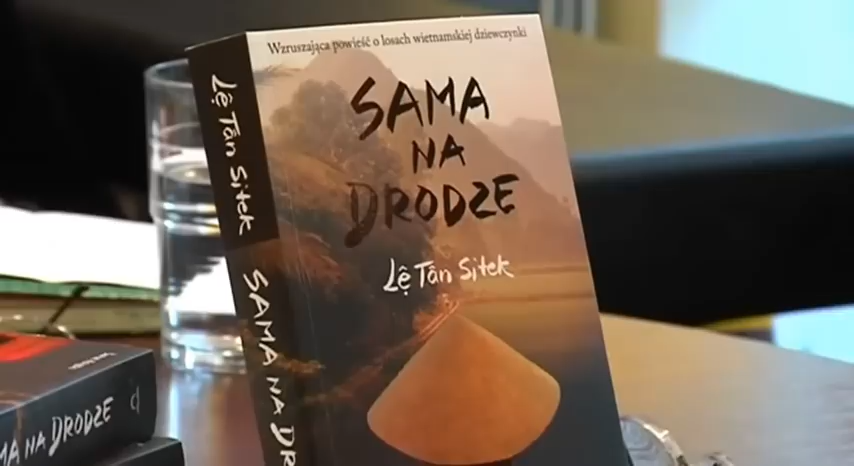 Wzruszająca powieść o losach wietnamskiej dziewczynki
SAMA
NA
DRODZE
Lệ Tân Sitek
Lệ Tân Sitek SAMA NA DR
MA NA DRODZE